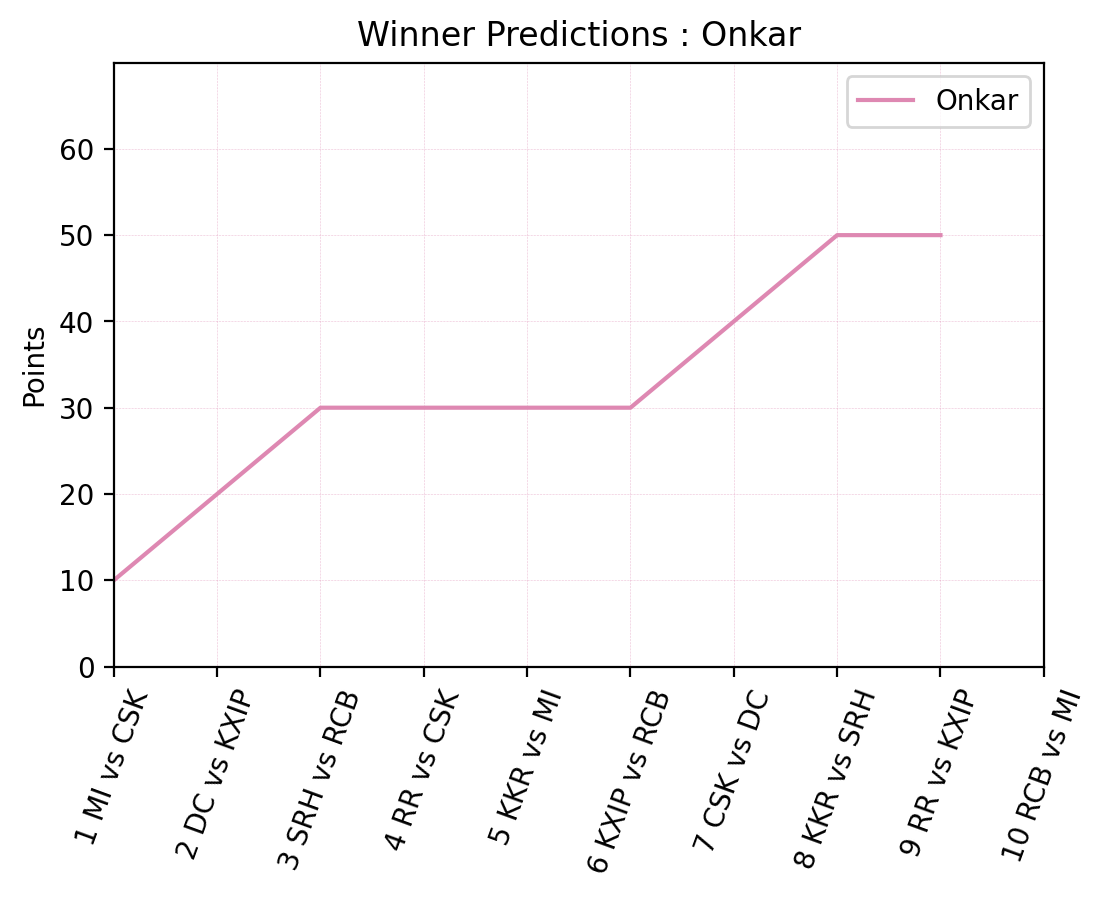 Winner Predictions : Onkar
Onkar
Points
60
50
40
30
20
10
0
1 MI vs CSK
2 DC vs KXIP
3 SRH vs RCB
4 RR vs CSK
5 KKR vs MI
6 KXIP vs RCB
7 CSK vs DC
8 KKR vs SRH
9 RR vs KXIP
10 RCB vs MI